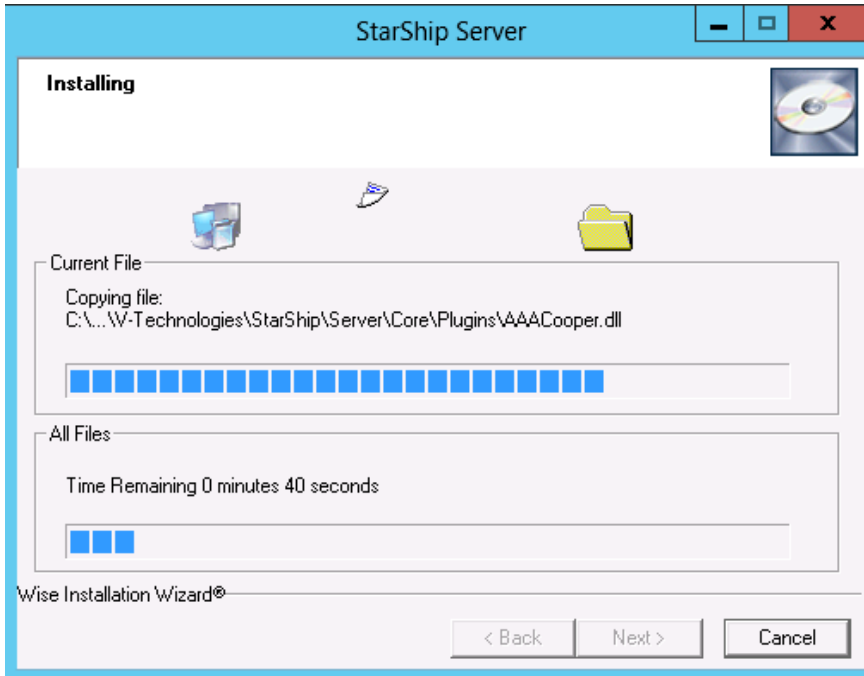 StarShip Server
Installing
Current File
Copying file:
C:\...\V-Technologies\StarShip\Server\Core\Plugins\AAACooper.dll
All Files
Time Remaining 0 minutes 40 seconds
Wise Installation Wizard®
< Back
Next >
Cancel